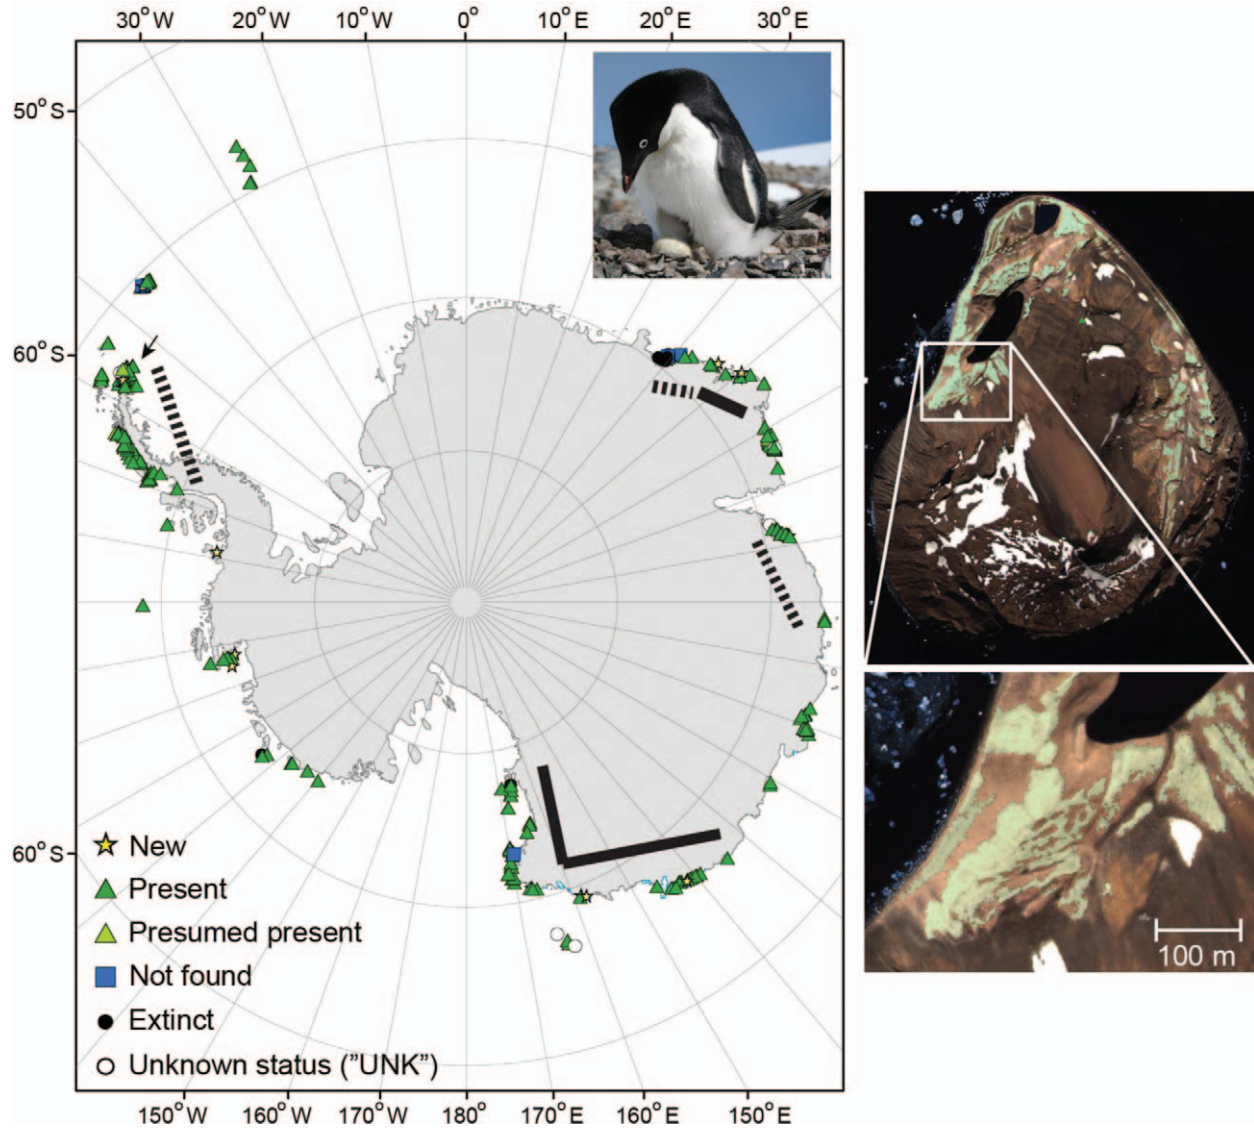 30°W 20°W 10°W 0° 10°E 20°E 30°E
50°S
60°S
60°S
New
Present
Presumed present
Not found
Extinct
Unknown status ("UNK")
100 m
150°W 160°W 170°W 180° 170°E 160°E 150°E